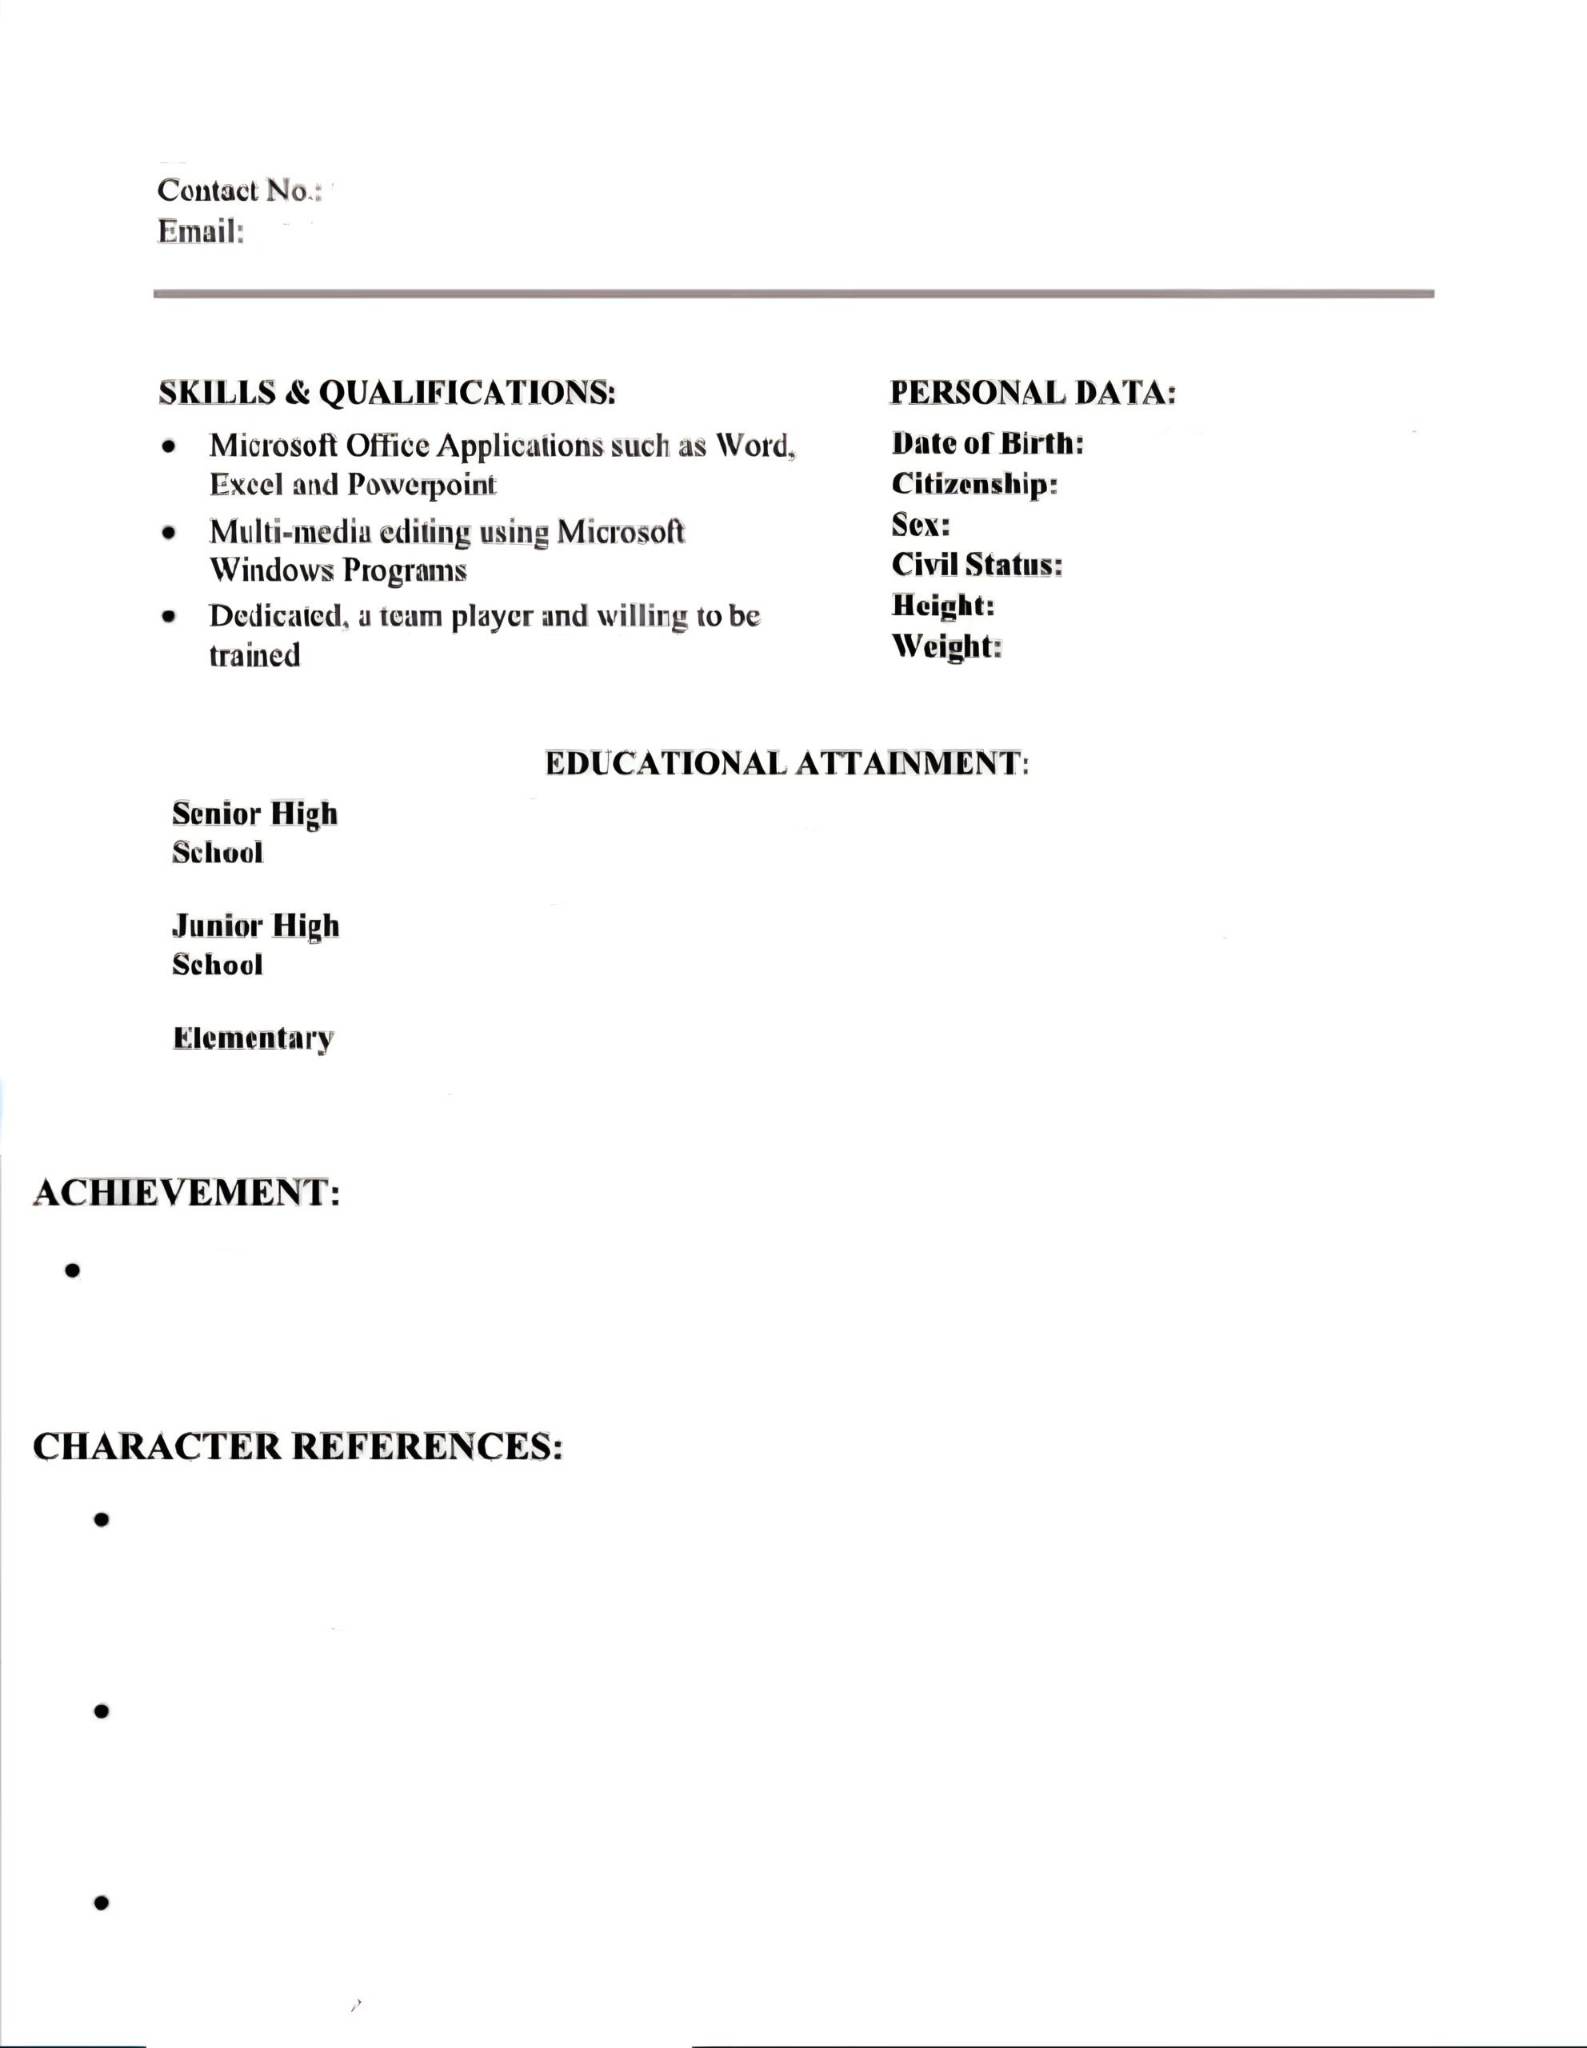 Contact No.:
Email:
SKILLS & QUALIFICATIONS:
• Microsoft Office Applications such as Word,
Excel and Powerpoint
• Multi-media editing using Microsoft
Windows Programs
• Dedicated, a team player and willing to be
trained
PERSONAL DATA:
Date of Birth:
Citizenship:
Sex:
Civil Status:
Height:
Weight:
EDUCATIONAL ATTAINMENT:
Senior High
School
Junior High
School
Elementary
ACHIEVEMENT:
•
CHARACTER REFERENCES:
•
•
•